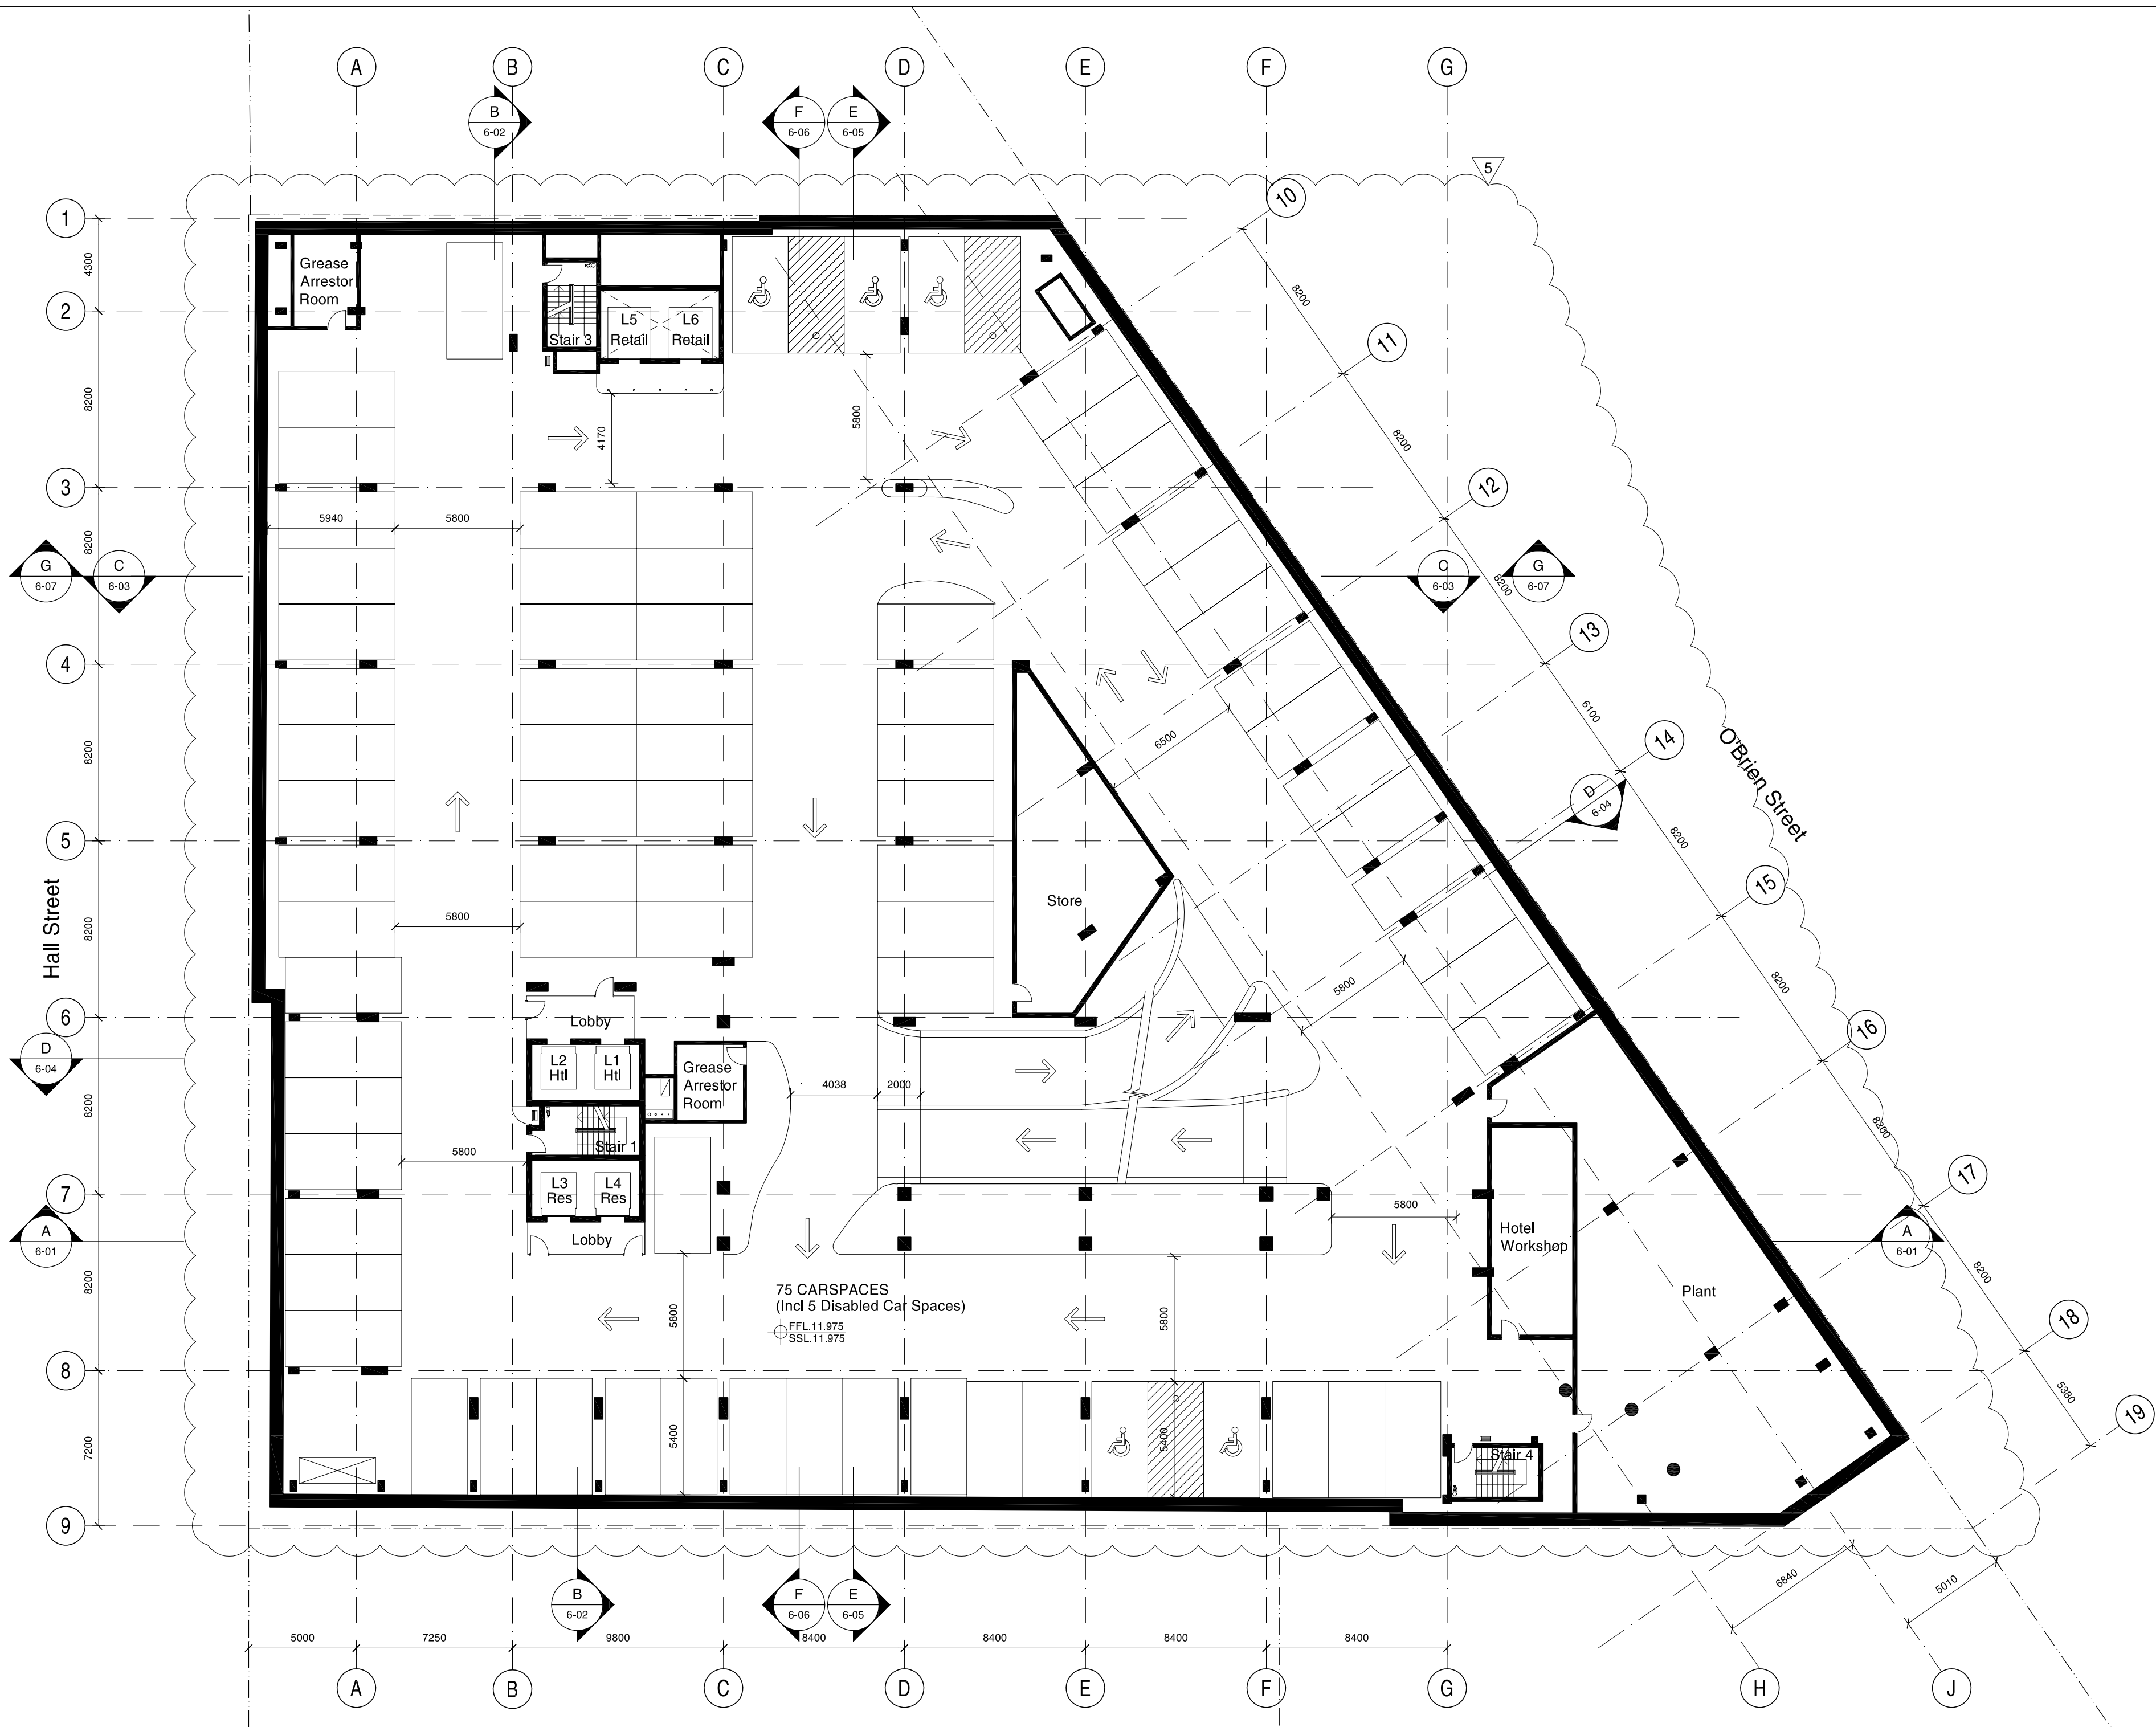 A
B
C
D
E
F
G
B
6-02
F
6-06
E
6-05
5
10
1
4300
Grease
Arrestor
Room
2
L5
Retail
L6
Retail
Stair 3
8200
11
8200
5800
4170
8200
3
12
5940
5800
8200
8200
G
6-07
C
6-03
C
6-03
G
6-07
13
4
6100
14
O'Brien Street
6500
8200
D
6-04
8200
5
15
Hall Street
Store
8200
5800
8200
5800
6
Lobby
16
D
6-04
L2
Htl
L1
Htl
Grease
Arrestor
Room
4038
2000
8200
8200
Stair 1
5800
17
7
L3
Res
L4
Res
5800
A
6-01
Lobby
Hotel
Workshop
A
6-01
8200
8200
Plant
75 CARSPACES
(Incl 5 Disabled Car Spaces)
FFL.11.975
SSL.11.975
5800
5800
18
8
5380
19
7200
5400
5400
Stair 4
9
B
6-02
F
6-06
E
6-05
6840
5010
5000
7250
9800
8400
8400
8400
8400
A
B
C
D
E
F
G
H
J